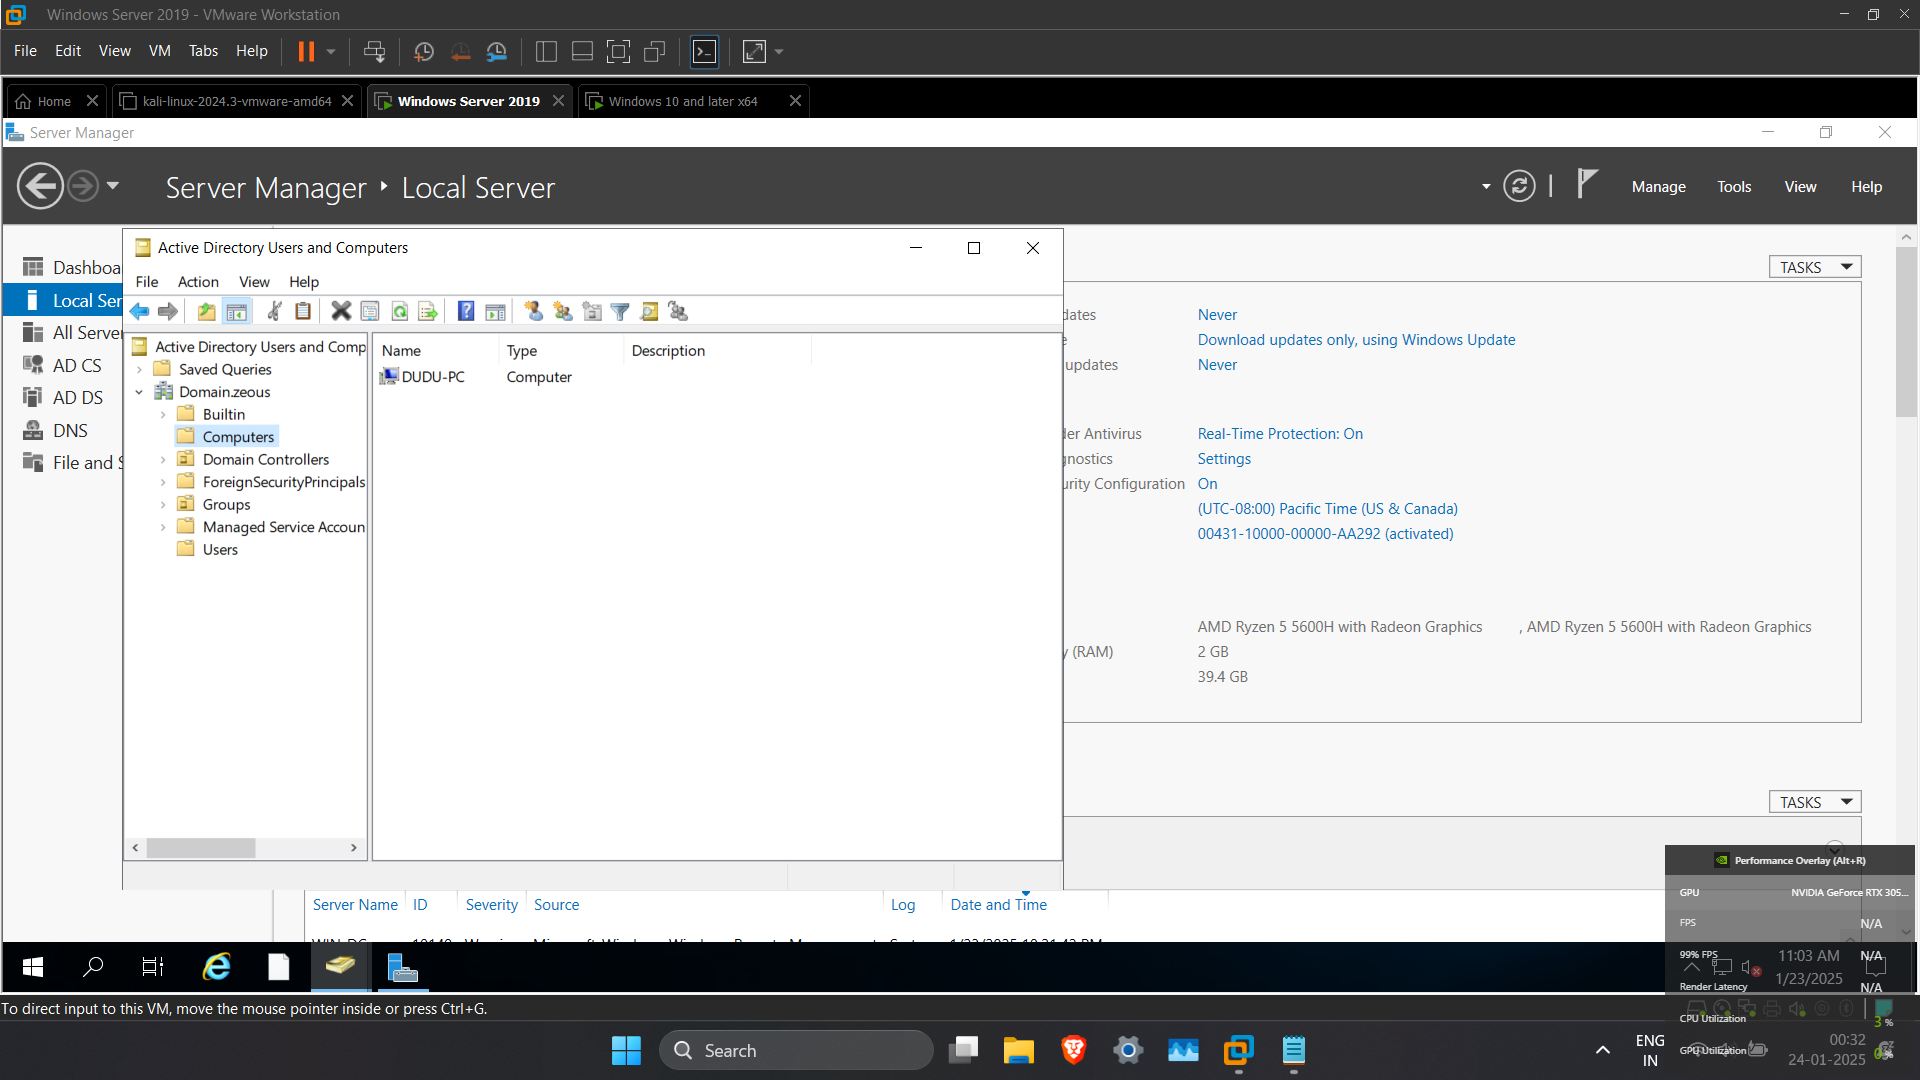 Windows Server 2019 - VMware Workstation
File Edit View VM Tabs Help
Home kali-linux-2024.3-vmware-amd64 Windows Server 2019 Windows 10 and later x64
Server Manager
Server Manager Local Server
Manage Tools View Help
Dashboa
Local Ser
All Server
AD CS
AD DS
DNS
File and S
Active Directory Users and Computers
File Action View Help
Active Directory Users and Comp
Saved Queries
Domain.zeous
Builtin
Computers
Domain Controllers
ForeignSecurityPrincipals
Groups
Managed Service Accoun
Users
Name Type Description
DUDU-PC Computer
TASKS
dates Never
e Download updates only, using Windows Update
updates Never
der Antivirus Real-Time Protection: On
gnostics Settings
urity Configuration On
(UTC-08:00) Pacific Time (US & Canada)
00431-10000-00000-AA292 (activated)
AMD Ryzen 5 5600H with Radeon Graphics , AMD Ryzen 5 5600H with Radeon Graphics
y (RAM) 2 GB
39.4 GB
TASKS
Server Name ID Severity Source Log Date and Time
Performance Overlay (Alt+R)
GPU NVIDIA GeForce RTX 305...
FPS N/A
99% FPS N/A
Render Latency N/A
CPU Utilization 3 %
GPU Utilization
11:03 AM
1/23/2025
To direct input to this VM, move the mouse pointer inside or press Ctrl+G.
Search
ENG
IN
00:32
24-01-2025